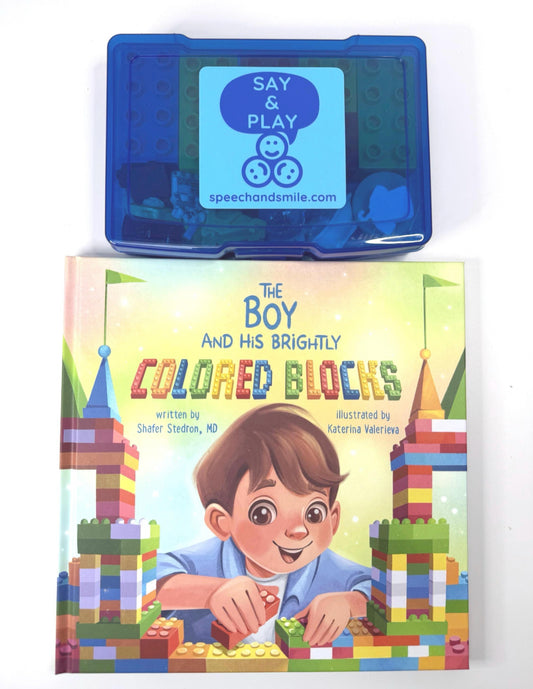 SAY
&
PLAY
speechandsmile.com
THE
BOY
AND HIS BRIGHTLY
COLORED BLOCKS
written by
Shafer Stedron, MD
illustrated by
Katerina Valerieva